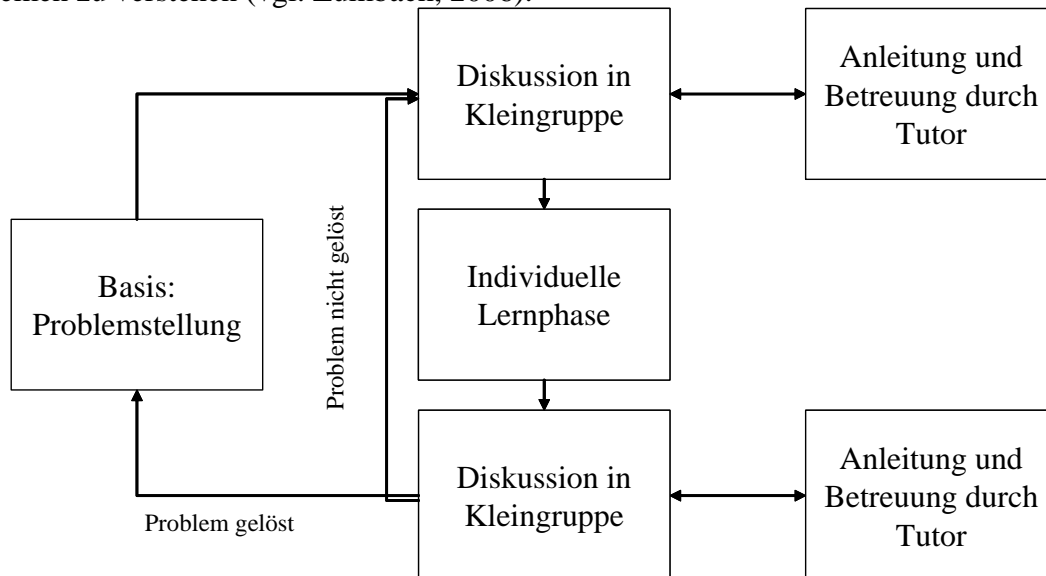 zu verstehen (vgl.
Diskussion in
Kleingruppe
Anleitung und
Betreuung durch
Tutor
Problem nicht gelöst
Basis:
Problemstellung
Individuelle
Lernphase
Diskussion in
Kleingruppe
Anleitung und
Betreuung durch
Tutor
Problem gelöst